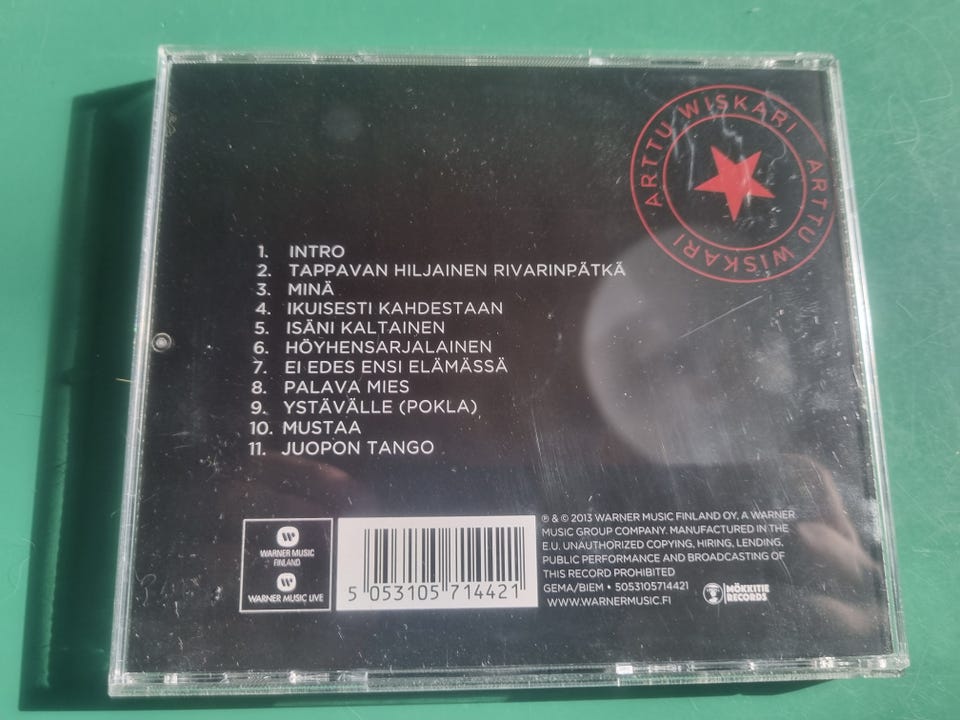 ARTTU WISKARI ARTTU WISKARI
1. INTRO
2. TAPPAVAN HILJAINEN RIVARINPÄTKÄ
3. MINÄ
4. IKUISESTI KAHDESTAAN
5. ISÄNI KALTAINEN
6. HÖYHENSARJALAINEN
7. EI EDES ENSI ELÄMÄSSÄ
8. PALAVA MIES
9. YSTÄVÄLLE (POKLA)
10. MUSTAA
11. JUOPON TANGO
WARNER MUSIC
FINLAND
WARNER MUSIC LIVE
5 053105 714421
℗ & © 2013 WARNER MUSIC FINLAND OY, A WARNER
MUSIC GROUP COMPANY. MANUFACTURED IN THE
E.U. UNAUTHORIZED COPYING, HIRING, LENDING,
PUBLIC PERFORMANCE AND BROADCASTING OF
THIS RECORD PROHIBITED
GEMA/BIEM • 5053105714421
WWW.WARNERMUSIC.FI
MÖKKITIE
RECORDS